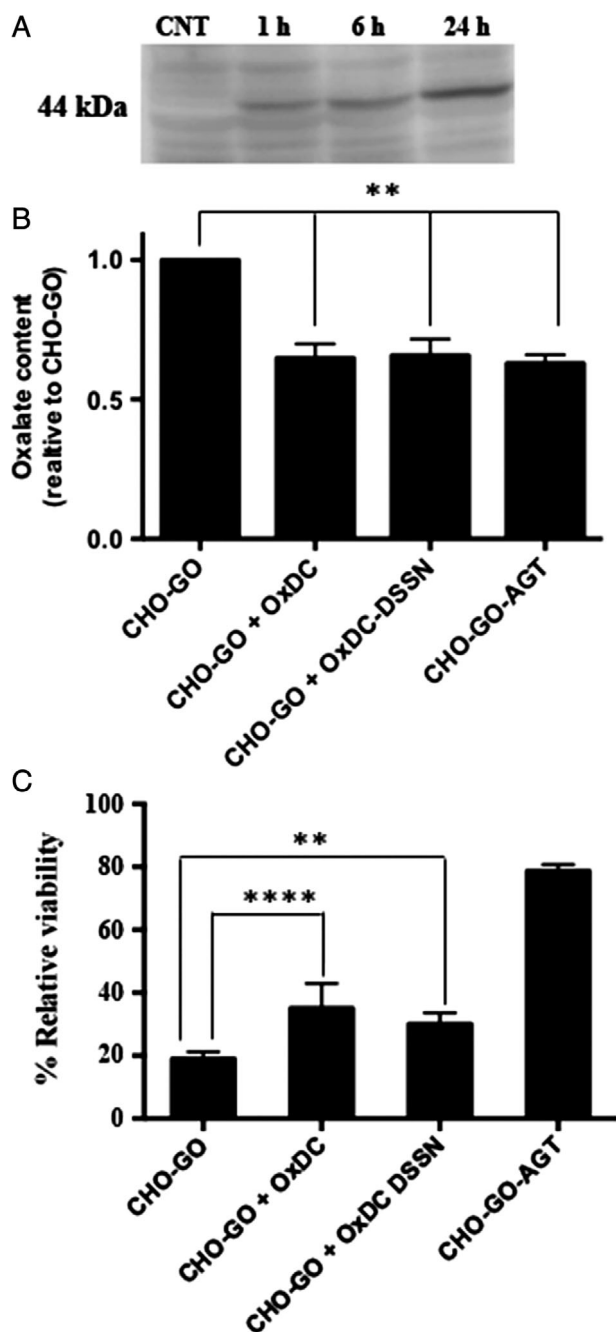 A
CNT 1 h 6 h 24 h
44 kDa
B
**
Oxalate content
(realtive to CHO-GO)
1.0
0.5
0.0
CHO-GO
CHO-GO + OxDC
CHO-GO + OxDC-DSSN
CHO-GO-AGT
C
% Relative viability
100
80
60
40
20
0
**
****
CHO-GO
CHO-GO + OxDC
CHO-GO + OxDC DSSN
CHO-GO-AGT